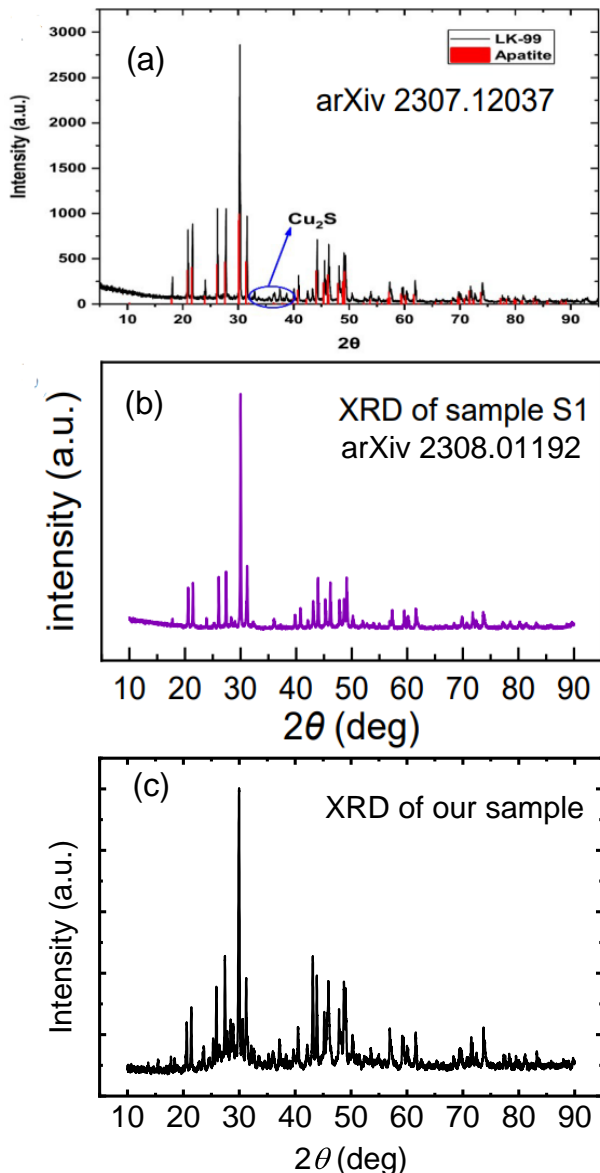 3000
2500
2000
1500
1000
500
0
Intensity (a.u.)
(a)
LK-99
Apatite
arXiv 2307.12037
Cu₂S
10 20 30 40 50 60 70 80 90
2θ
(b)
XRD of sample S1
arXiv 2308.01192
intensity (a.u.)
10 20 30 40 50 60 70 80 90
2θ (deg)
(c)
XRD of our sample
Intensity (a.u.)
10 20 30 40 50 60 70 80 90
2θ (deg)